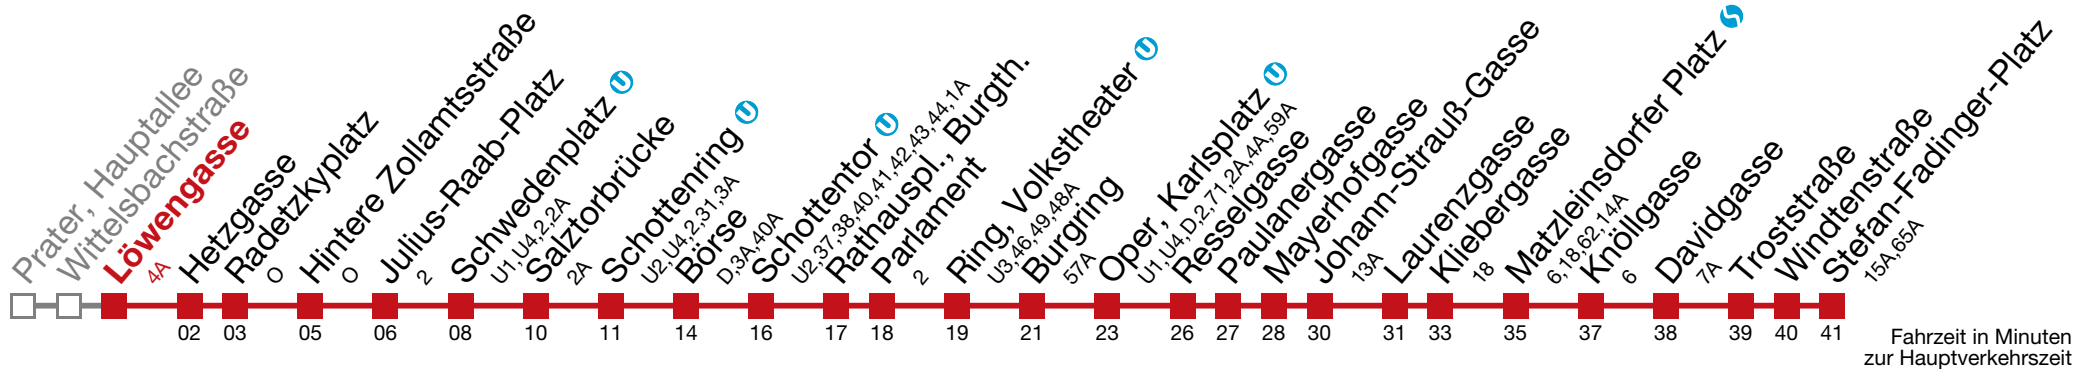 Prater, Hauptallee
Wittelsbachstraße
Löwengasse
4A
Hetzgasse
Radetzkyplatz
O
Hintere Zollamtsstraße
O
Julius-Raab-Platz
2
Schwedenplatz U
U1,U4,2,2A
Salztorbrücke
2A
Schottenring U
U2,U4,2,31,3A
Börse
D,3A,40A
Schottentor U
U2,37,38,40,41,42,43,44,1A
Rathauspl., Burgth.
Parlament
2
Ring, Volkstheater U
U3,46,49,48A
Burgring
57A
Oper, Karlsplatz U
U1,U4,D,2,71,2A,4A,59A
Resselgasse
Paulanergasse
Mayerhofgasse
Johann-Strauß-Gasse
13A
Laurenzgasse
Kliebergasse
18
Matzleinsdorfer Platz S
6,18,62,14A
Knöllgasse
6
Davidgasse
7A
Troststraße
Windtenstraße
Stefan-Fadinger-Platz
15A,65A
02 03 05 06 08 10 11 14 16 17 18 19 21 23 26 27 28 30 31 33 35 37 38 39 40 41
Fahrzeit in Minuten
zur Hauptverkehrszeit